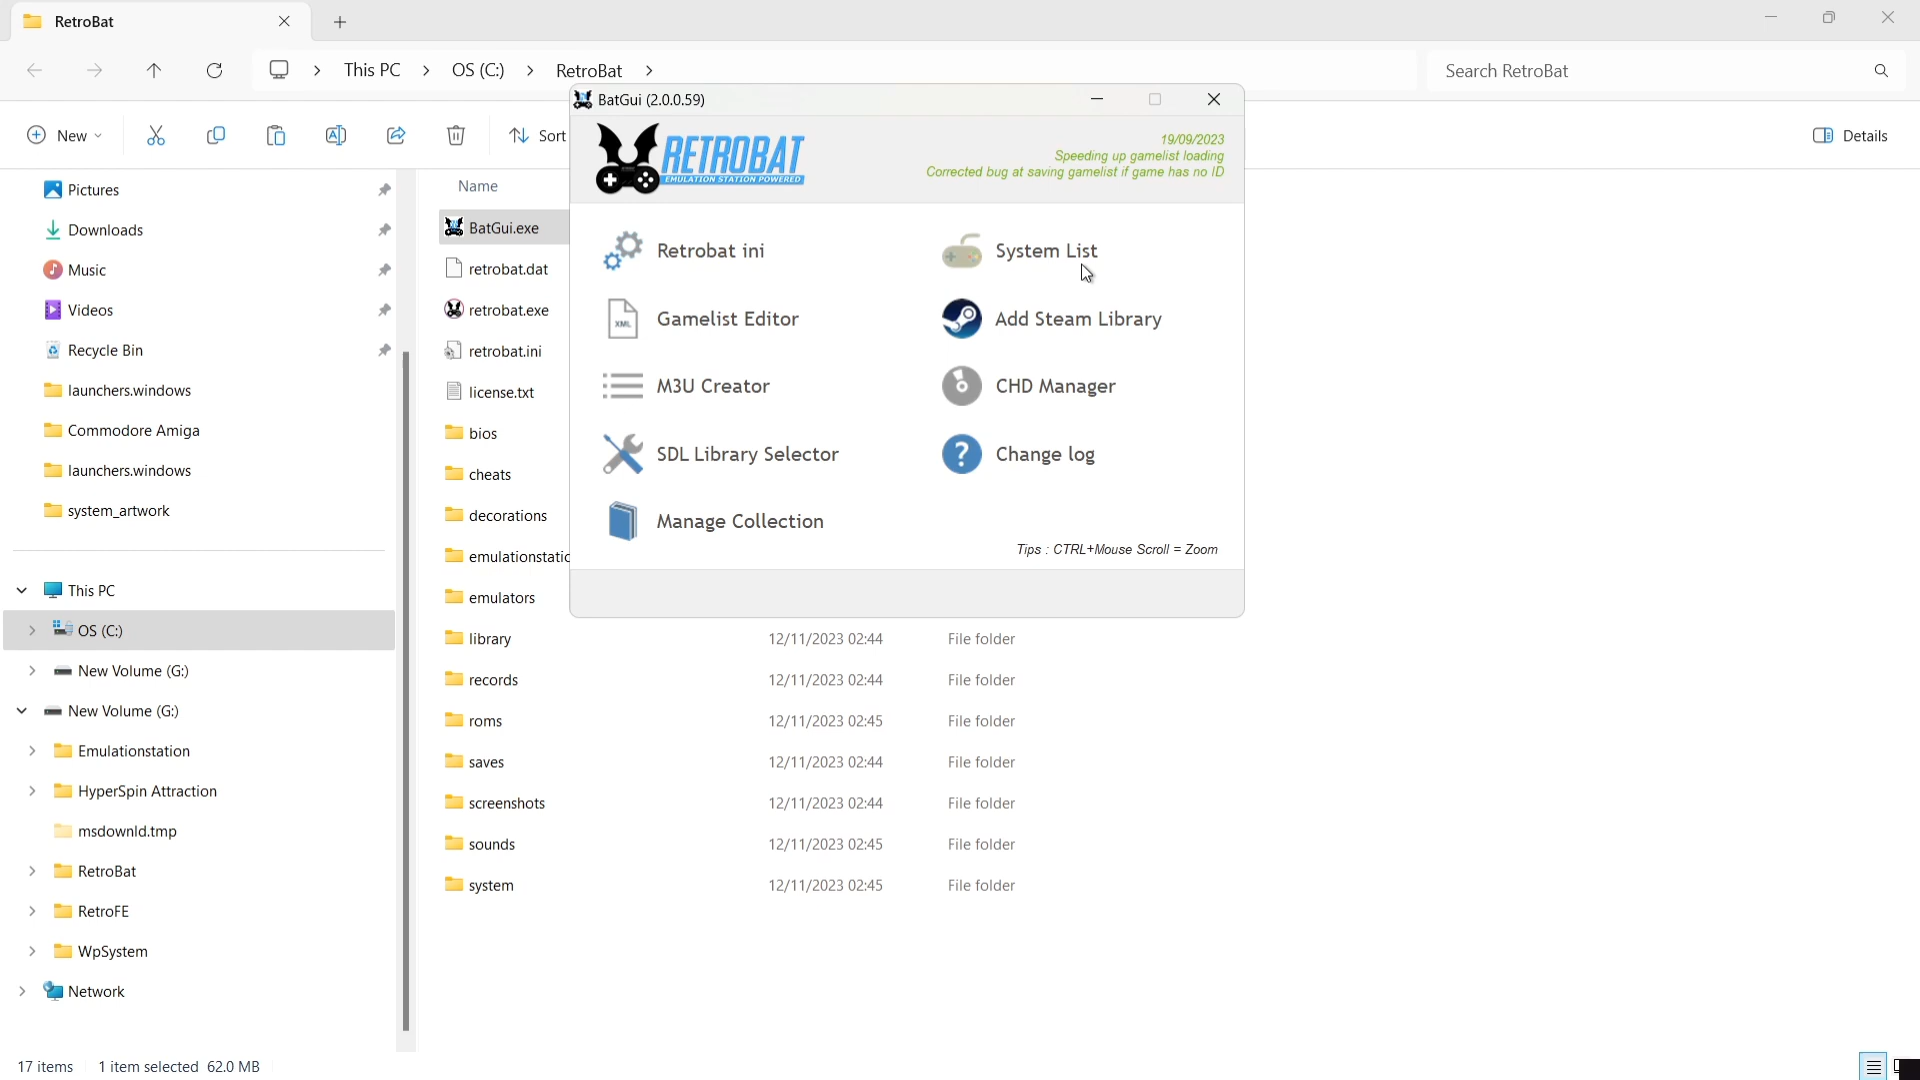 RetroBat
This PC
OS (C:)
RetroBat
Search RetroBat
New
Sort
Details
BatGui (2.0.0.59)
RETROBAT
EMULATION STATION POWERED
19/09/2023
Speeding up gamelist loading
Corrected bug at saving gamelist if game has no ID
Retrobat ini
System List
Gamelist Editor
XML
Add Steam Library
M3U Creator
CHD Manager
SDL Library Selector
Change log
Manage Collection
Tips : CTRL+Mouse Scroll = Zoom
Pictures
Downloads
Music
Videos
Recycle Bin
launchers.windows
Commodore Amiga
launchers.windows
system_artwork
This PC
OS (C:)
New Volume (G:)
New Volume (G:)
Emulationstation
HyperSpin Attraction
msdownld.tmp
RetroBat
RetroFE
WpSystem
Network
Name
BatGui.exe
retrobat.dat
retrobat.exe
retrobat.ini
license.txt
bios
cheats
decorations
emulators
library 12/11/2023 02:44 File folder
records 12/11/2023 02:44 File folder
roms 12/11/2023 02:45 File folder
saves 12/11/2023 02:44 File folder
screenshots 12/11/2023 02:44 File folder
sounds 12/11/2023 02:45 File folder
system 12/11/2023 02:45 File folder
17 items 1 item selected 62.0 MB